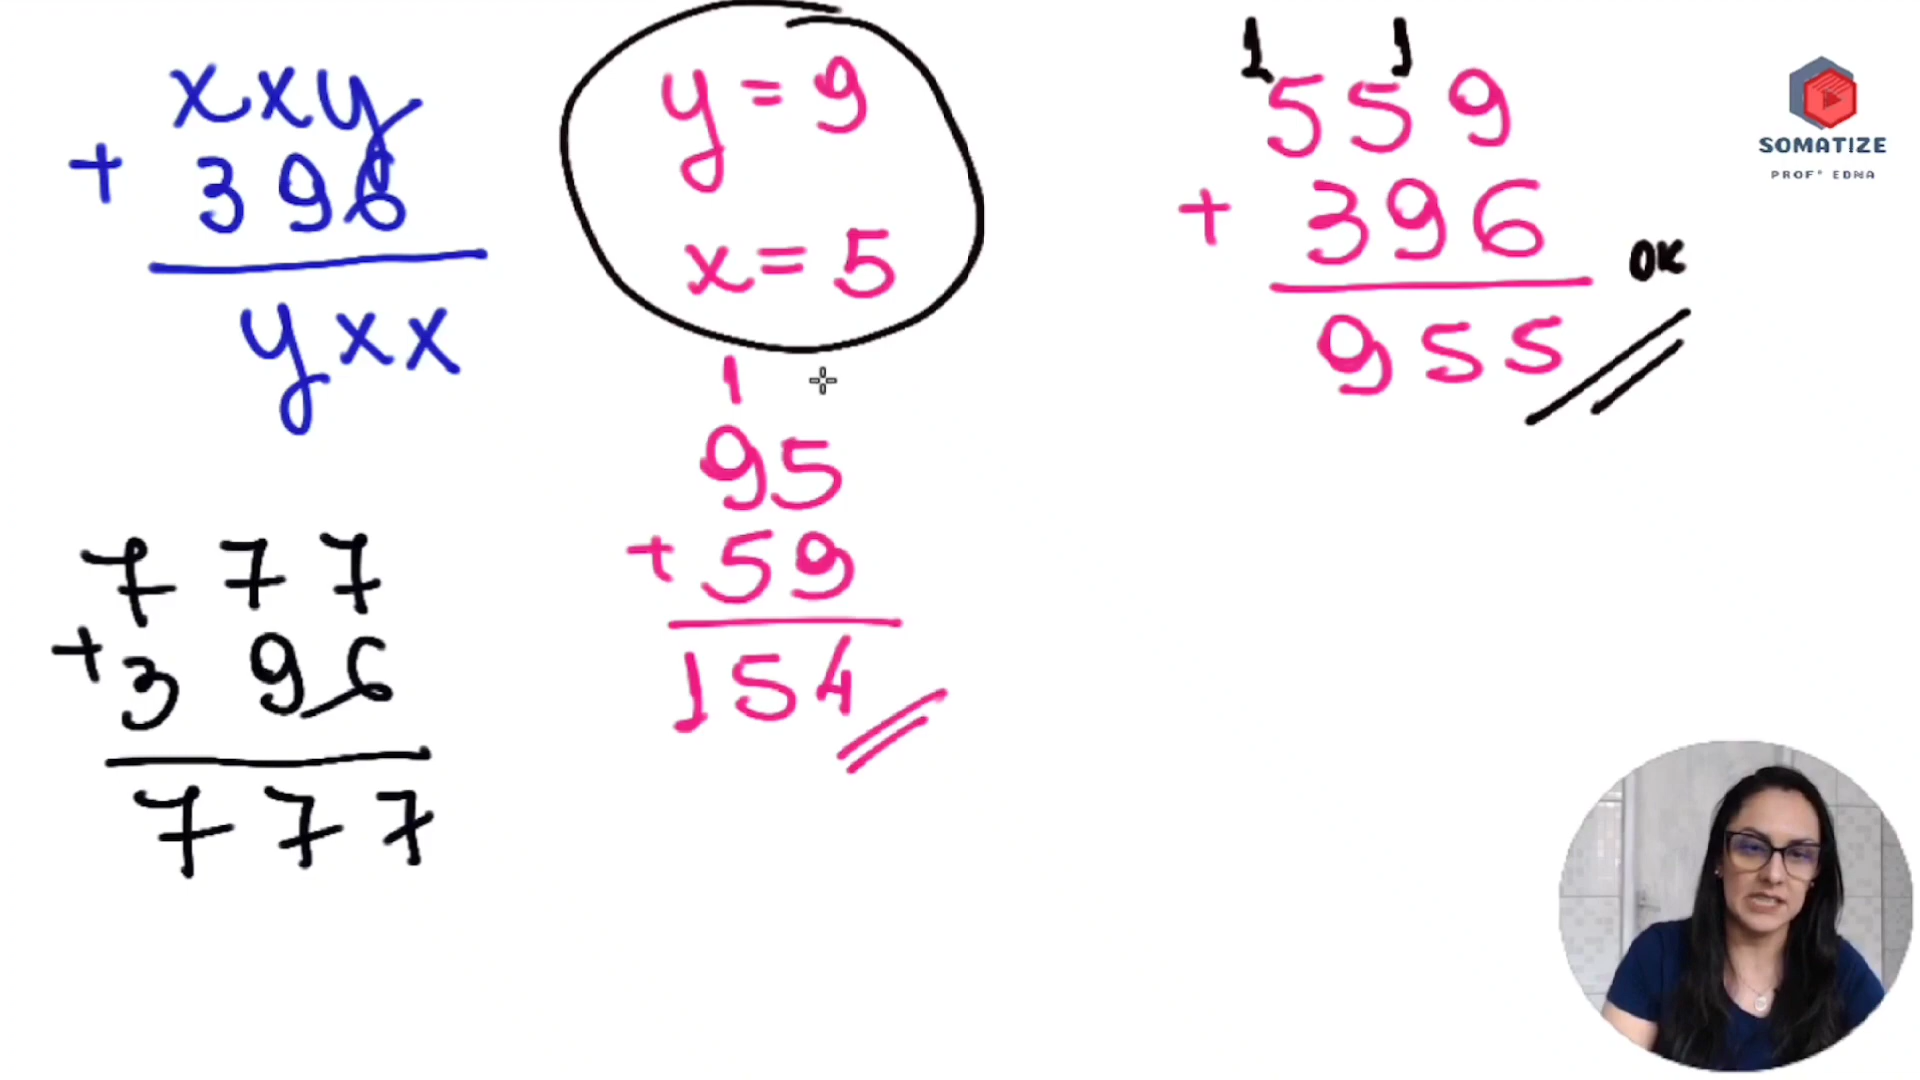 xxy
+ 396
yxx
y = 9
x = 5
1 1
559
+ 396
955
OK
SOMATIZE
PROFª EDNA
1
95
+ 59
154
777
+ 396
777